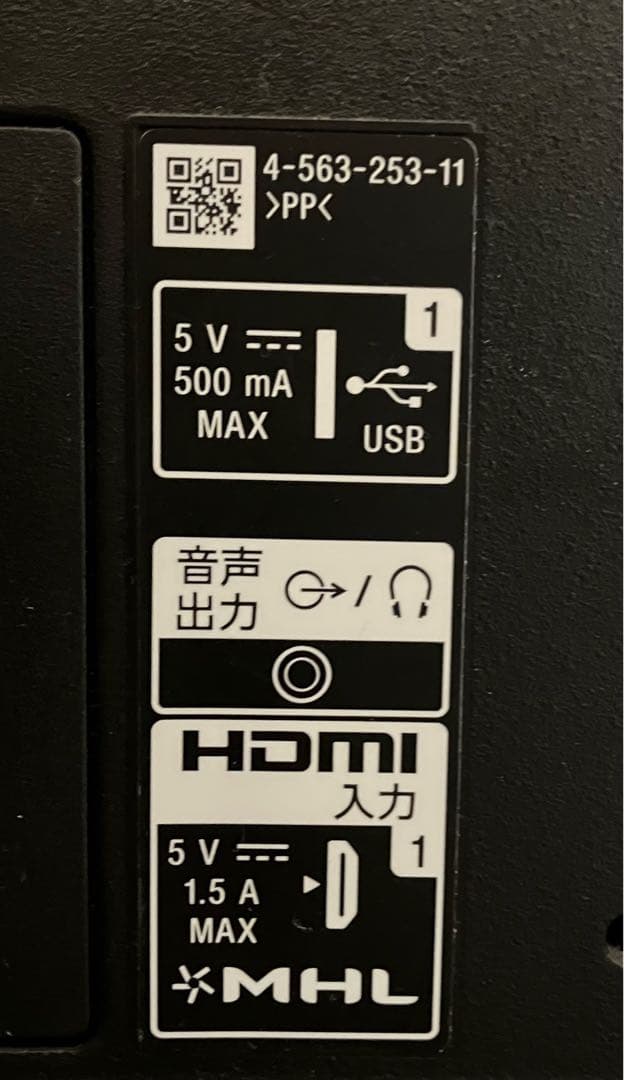 4-563-253-11
>PP<
1
5 V
500 mA
MAX
USB
音声
出力
/
HDMI
入力
1
5 V
1.5 A
MAX
MHL